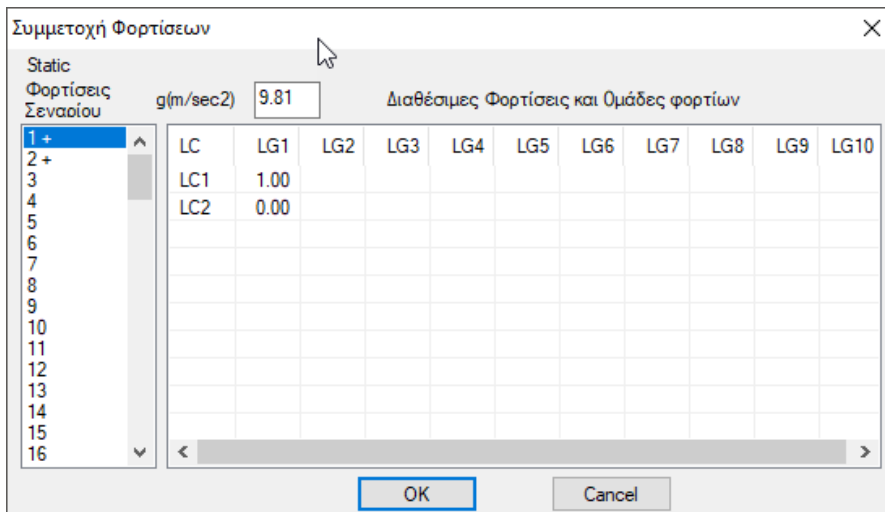 Συμμετοχή Φορτίσεων
Static
Φορτίσεις
Σεναρίου
g(m/sec2) 9.81 Διαθέσιμες Φορτίσεις και Ομάδες φορτίων
1 +
2 +
3
4
5
6
7
8
9
10
11
12
13
14
15
16
LC LG1 LG2 LG3 LG4 LG5 LG6 LG7 LG8 LG9 LG10
LC1 1.00
LC2 0.00
OK Cancel